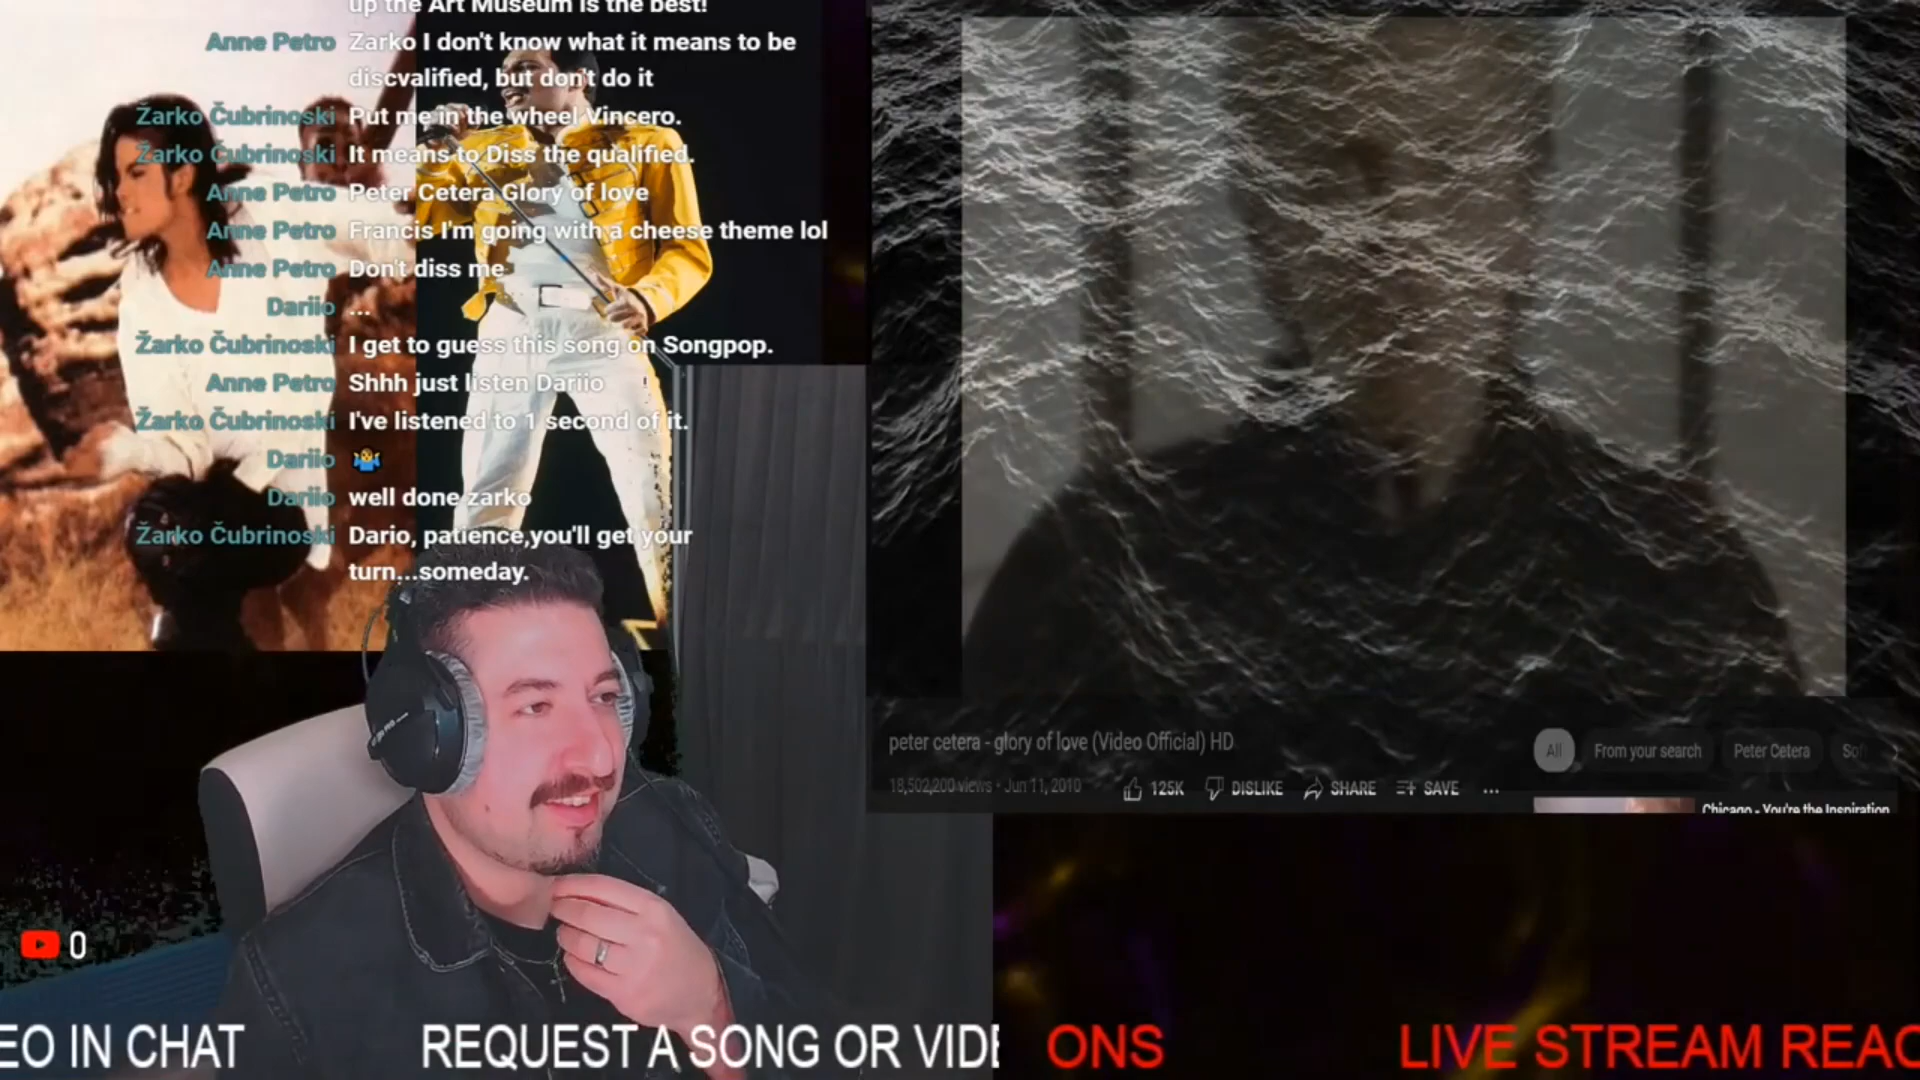 up the Art Museum is the best!
Anne Petro Zarko I don't know what it means to be
discvalified, but don't do it
Žarko Čubrinoski Put me in the wheel Vincero.
Žarko Čubrinoski It means to Diss the qualified.
Anne Petro Peter Cetera Glory of love
Anne Petro Francis I'm going with a cheese theme lol
Anne Petro Don't diss me
Dariio ...
Žarko Čubrinoski I get to guess this song on Songpop.
Anne Petro Shhh just listen Dariio
Žarko Čubrinoski I've listened to 1 second of it.
Dariio 🤷
Dariio well done zarko
Žarko Čubrinoski Dario, patience,you'll get your
turn...someday.
peter cetera - glory of love (Video Official) HD
18,502,200 views • Jun 11, 2010 125K DISLIKE SHARE SAVE ...
All From your search Peter Cetera Sof
Chicago - You're the Inspiration
0
EO IN CHAT REQUEST A SONG OR VIDE
ONS LIVE STREAM REAC